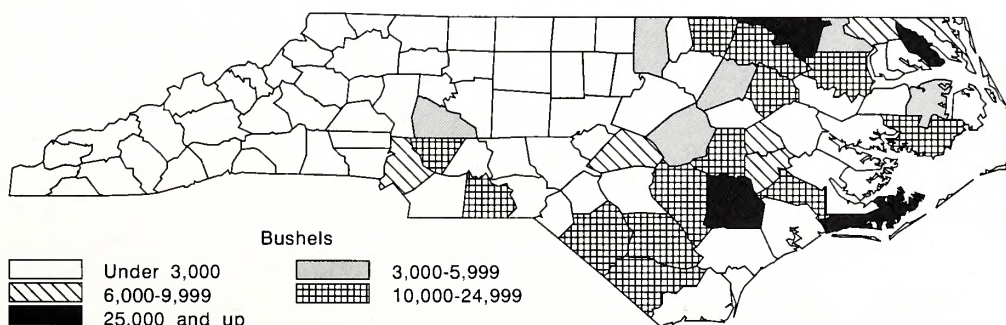 Bushels
Under 3,000
6,000-9,999
25,000 and up
3,000-5,999
10,000-24,999